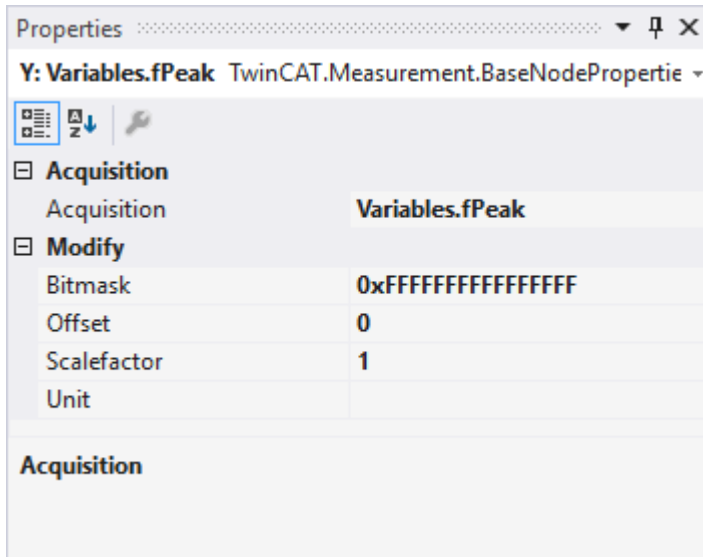 Properties
Y: Variables.fPeak TwinCAT.Measurement.BaseNodePropertie
Acquisition
Acquisition Variables.fPeak
Modify
Bitmask 0xFFFFFFFFFFFFFFFF
Offset 0
Scalefactor 1
Unit
Acquisition